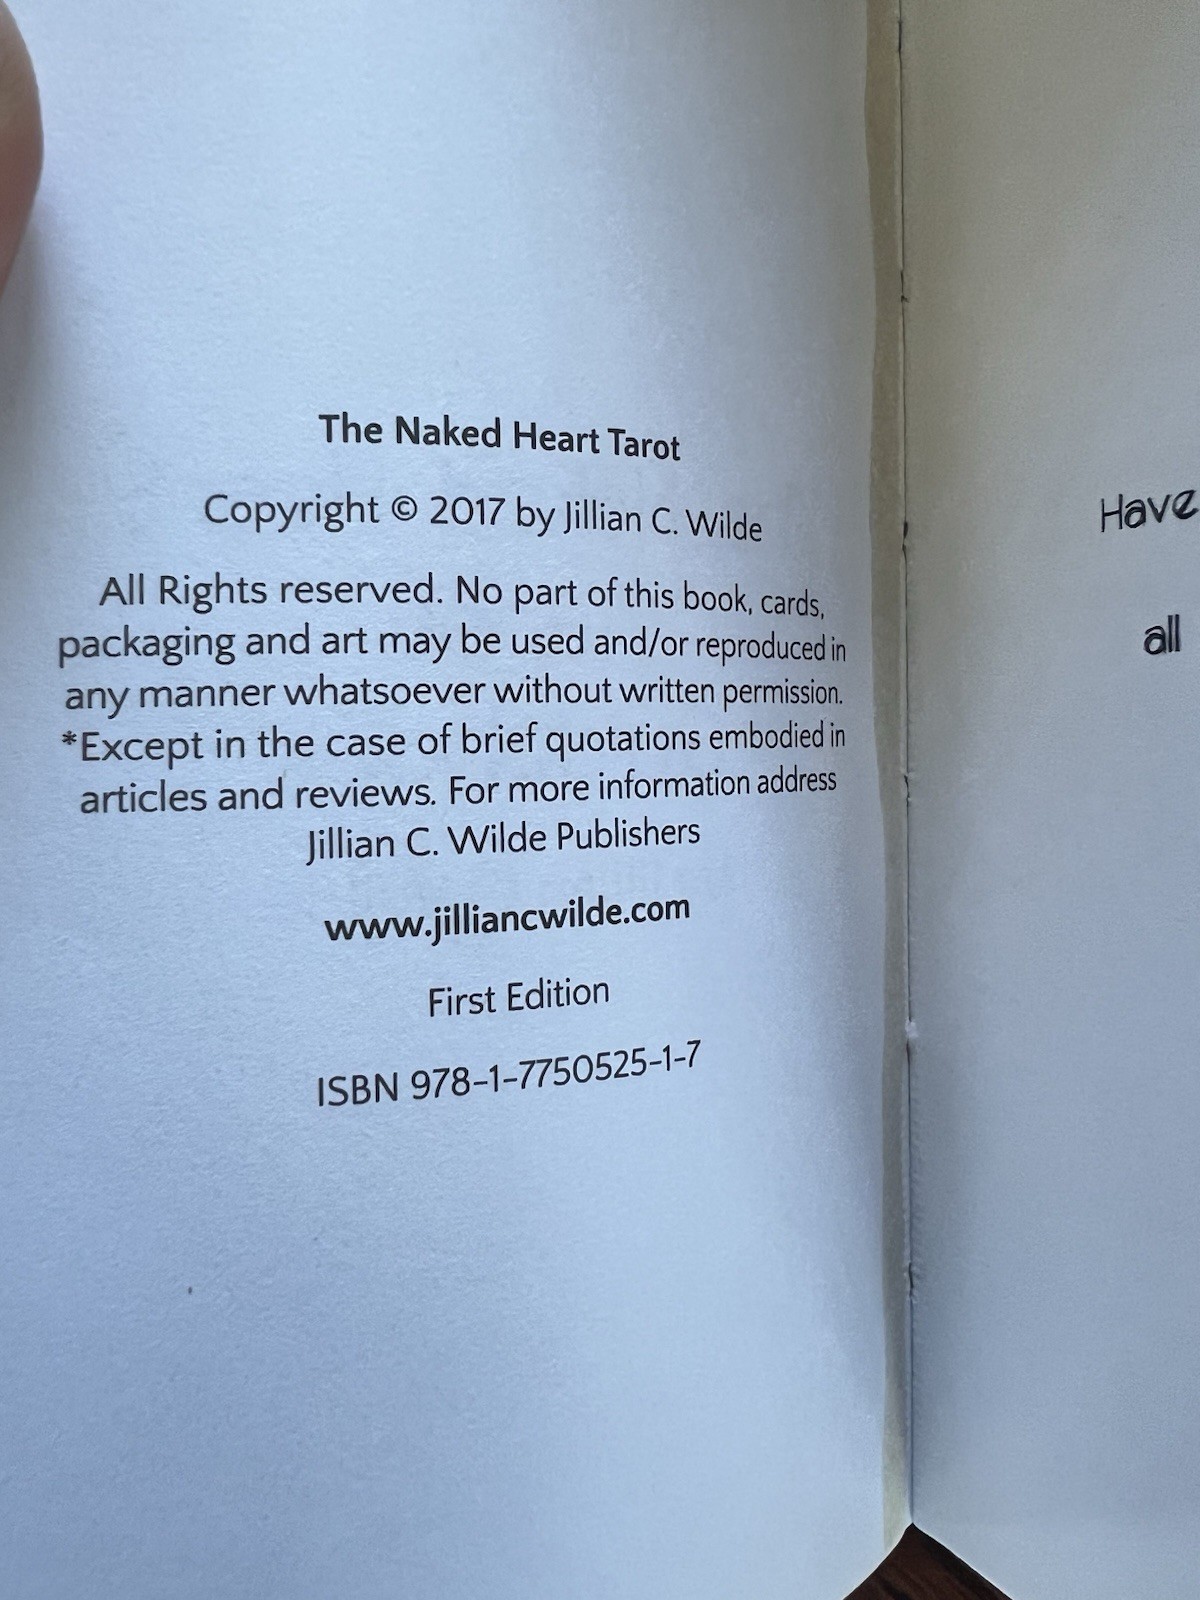 The Naked Heart Tarot
Copyright © 2017 by Jillian C. Wilde
All Rights reserved. No part of this book, cards,
packaging and art may be used and/or reproduced in
any manner whatsoever without written permission.
*Except in the case of brief quotations embodied in
articles and reviews. For more information address
Jillian C. Wilde Publishers
www.jilliancwilde.com
First Edition
ISBN 978-1-7750525-1-7
Have
all